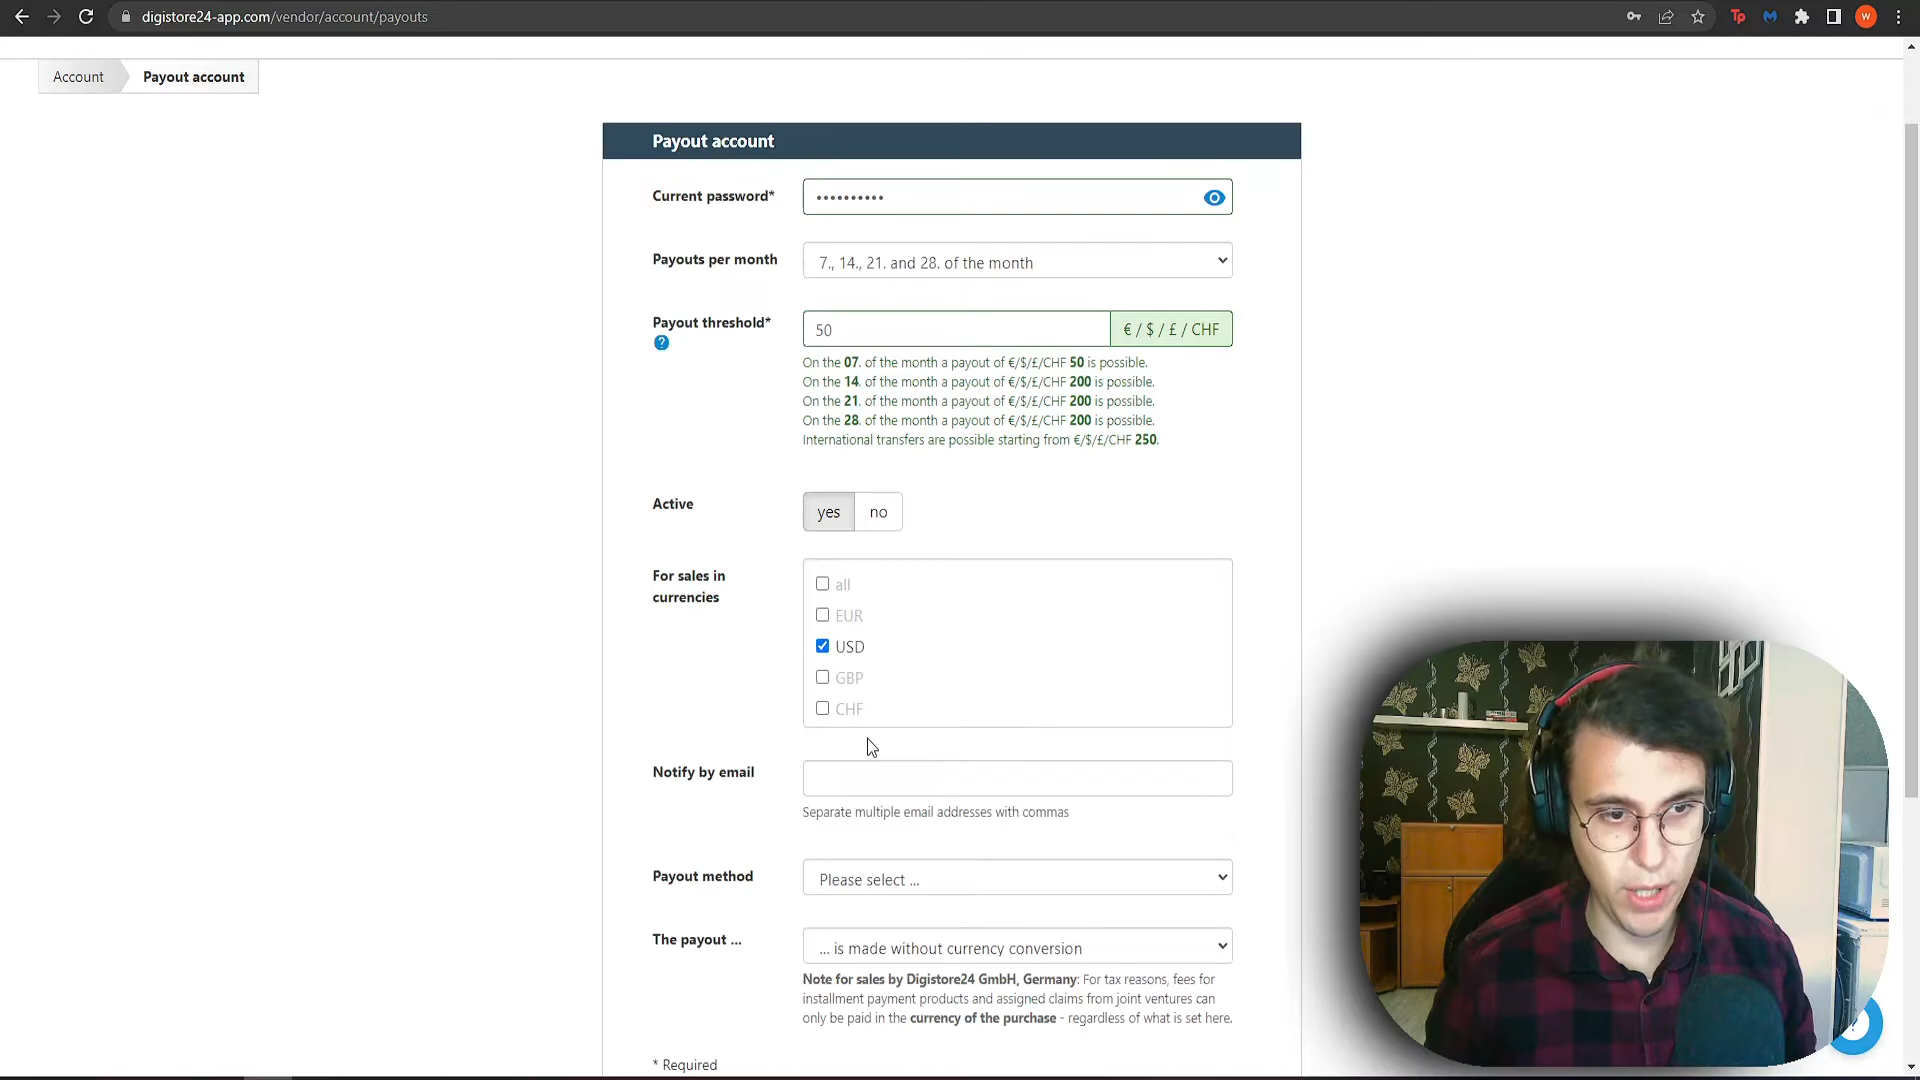 digistore24-app.com/vendor/account/payouts
Tp
W
Account
Payout account
Payout account
Current password*
••••••••••
Payouts per month
7., 14., 21. and 28. of the month
Payout threshold*
?
50
€ / $ / £ / CHF
On the 07. of the month a payout of €/$/£/CHF 50 is possible.
On the 14. of the month a payout of €/$/£/CHF 200 is possible.
On the 21. of the month a payout of €/$/£/CHF 200 is possible.
On the 28. of the month a payout of €/$/£/CHF 200 is possible.
International transfers are possible starting from €/$/£/CHF 250.
Active
yes
no
For sales in
currencies
all
EUR
USD
GBP
CHF
Notify by email
Separate multiple email addresses with commas
Payout method
Please select ...
The payout ...
... is made without currency conversion
Note for sales by Digistore24 GmbH, Germany: For tax reasons, fees for
installment payment products and assigned claims from joint ventures can
only be paid in the currency of the purchase - regardless of what is set here.
* Required